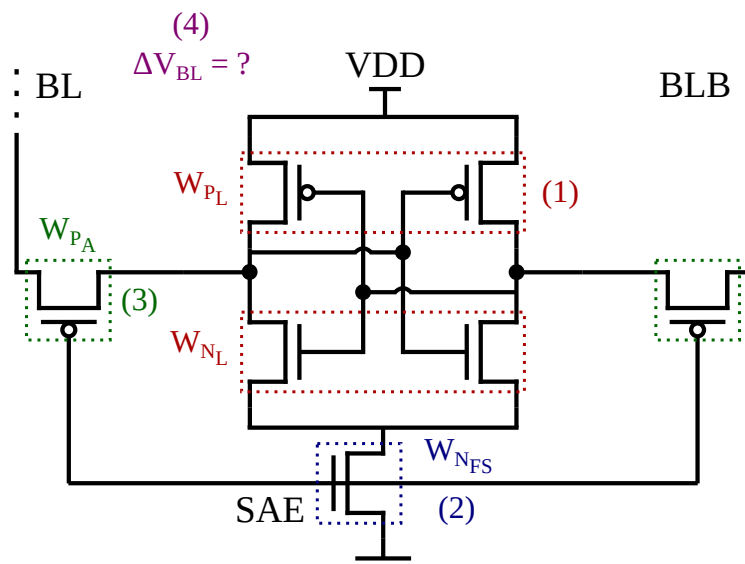 (4)
ΔV_BL = ?
BL
VDD
BLB
W_P_L
(1)
W_P_A
(3)
W_N_L
W_N_FS
SAE
(2)